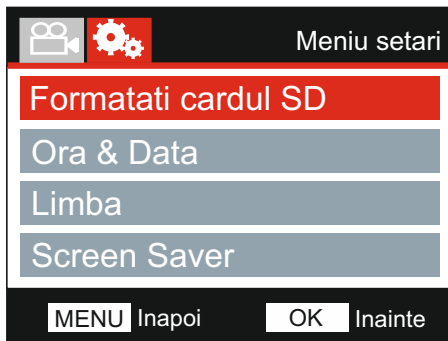 Meniu setari
Formatati cardul SD
Ora & Data
Limba
Screen Saver
MENU Inapoi OK Inainte